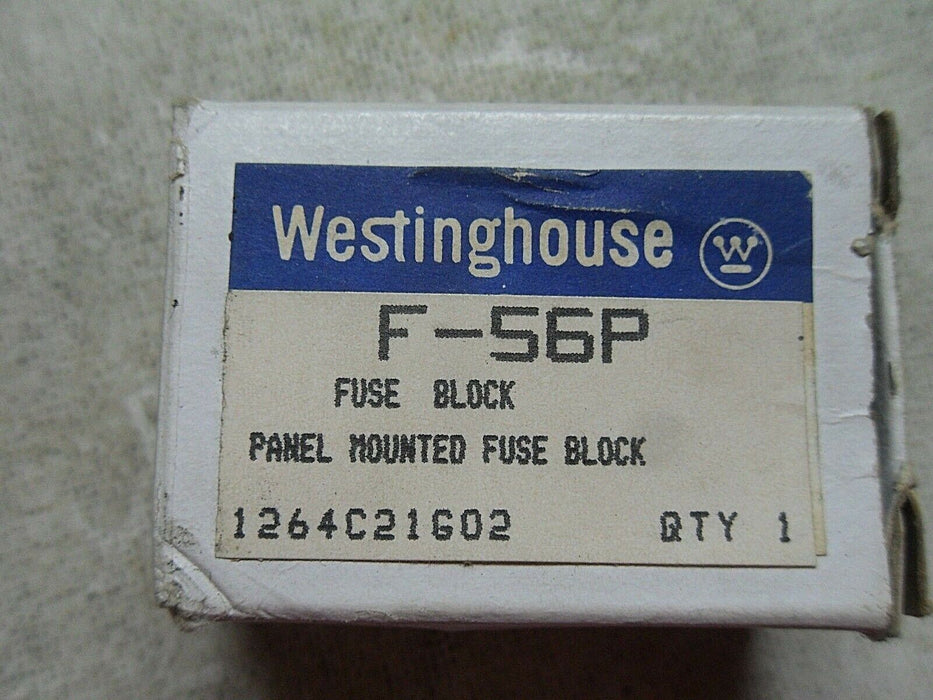 Westinghouse
F-56P
FUSE BLOCK
PANEL MOUNTED FUSE BLOCK
1264C21G02 QTY 1